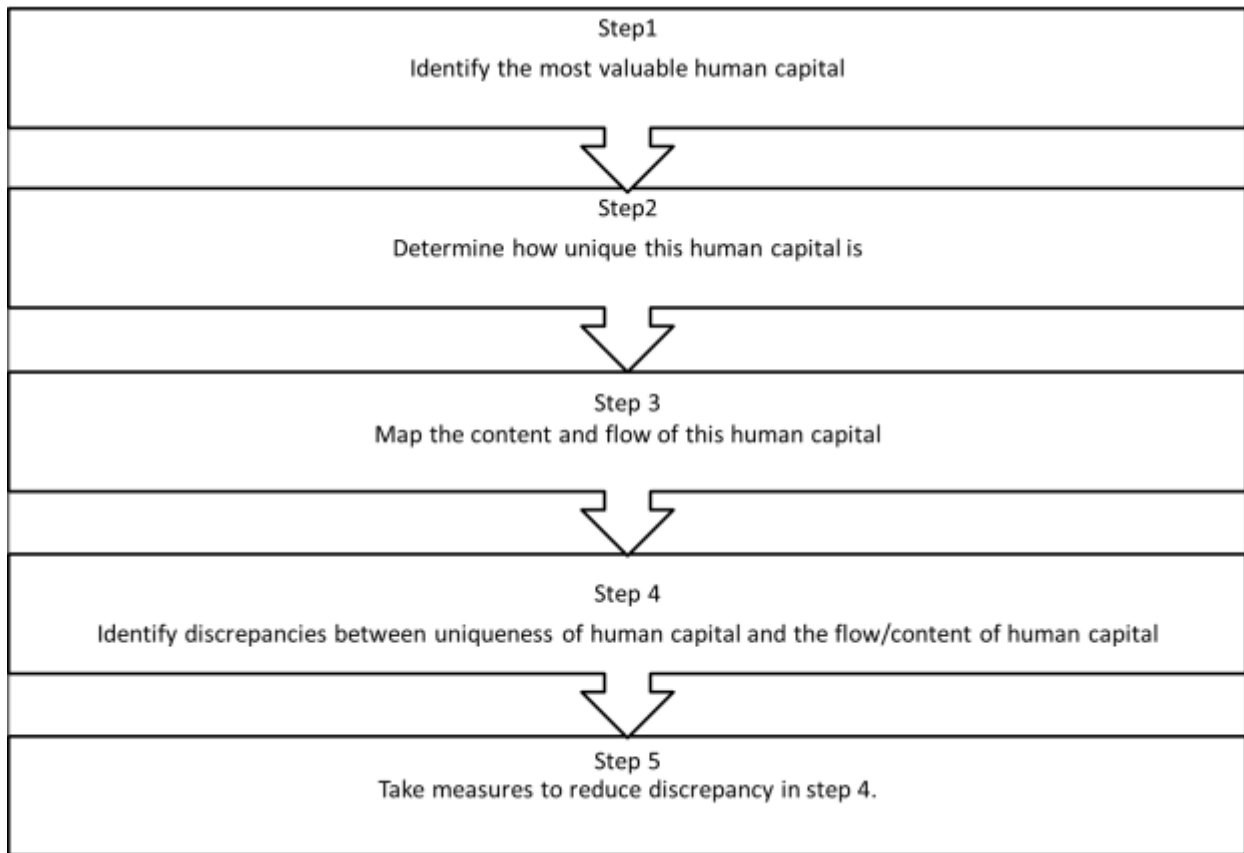 Step1
Identify the most valuable human capital
Step2
Determine how unique this human capital is
Step 3
Map the content and flow of this human capital
Step 4
Identify discrepancies between uniqueness of human capital and the flow/content of human capital
Step 5
Take measures to reduce discrepancy in step 4.